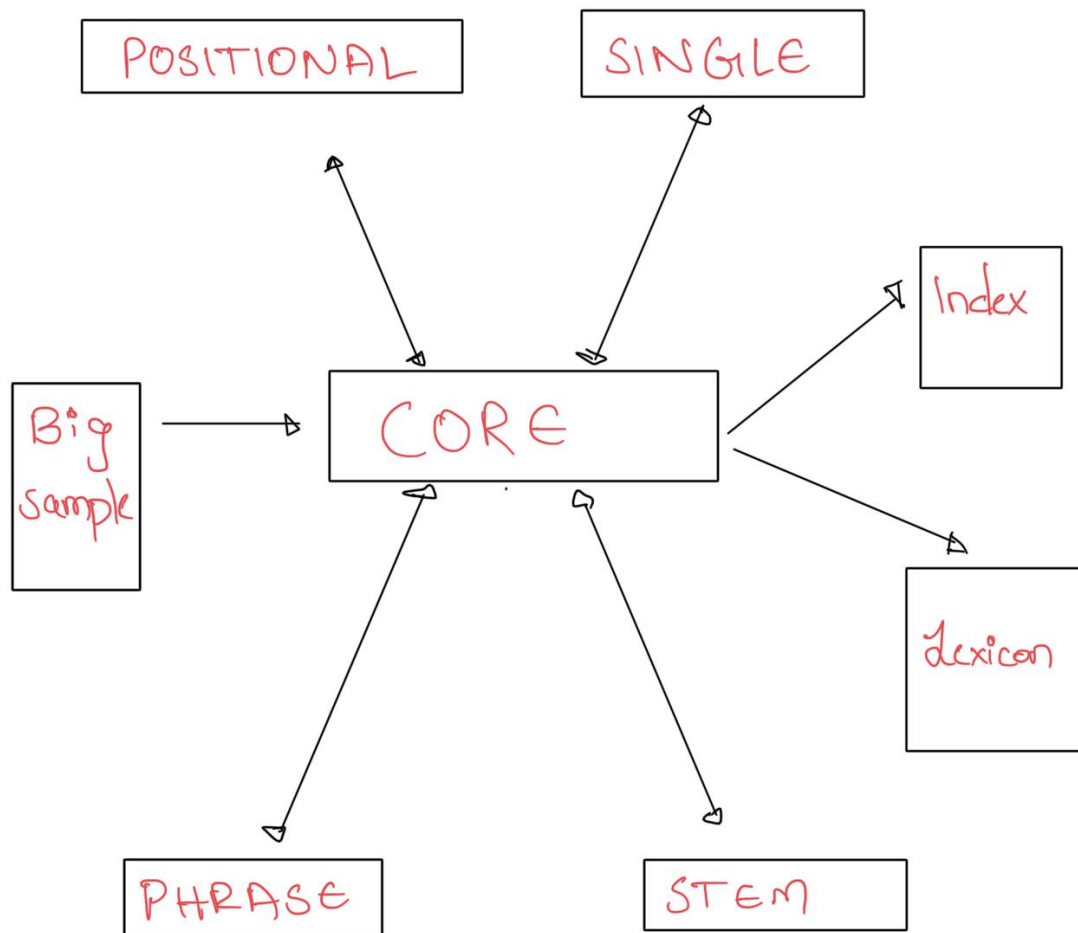 POSITIONAL
SINGLE
Index
CORE
Big
sample
Lexicon
PHRASE
STEM